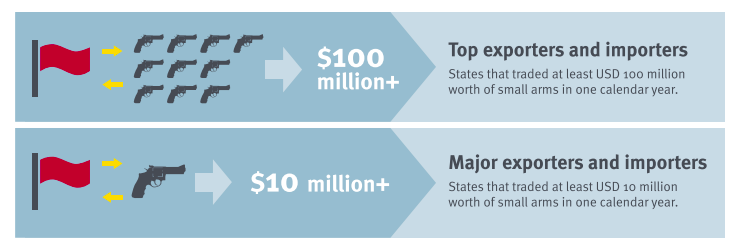 $100
million+
Top exporters and importers
States that traded at least USD 100 million
worth of small arms in one calendar year.
$10 million+
Major exporters and importers
States that traded at least USD 10 million
worth of small arms in one calendar year.